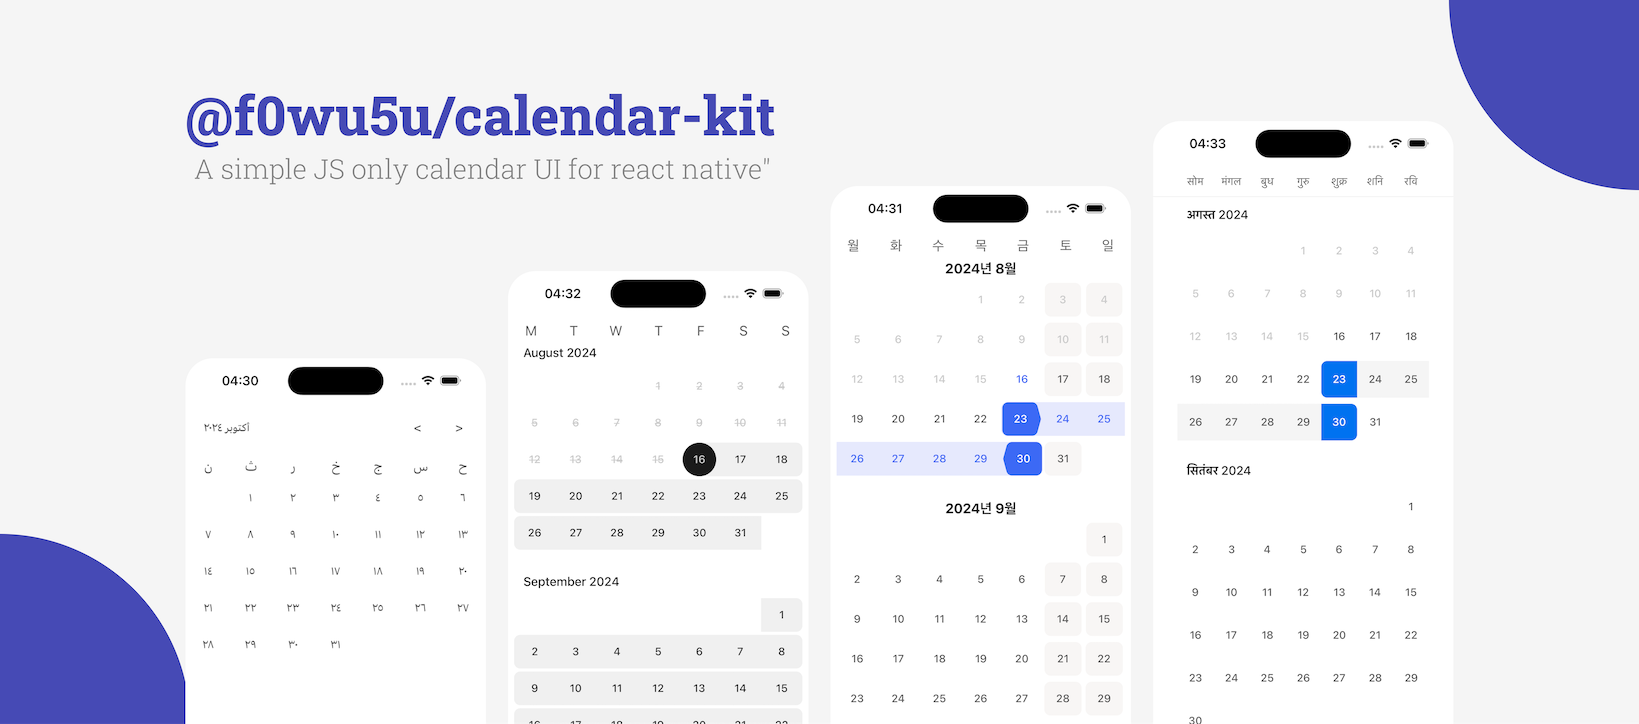 @f0wu5u/calendar-kit
A simple JS only calendar UI for react native"
04:30
أكتوبر ٢٠٢٤ < >
ن ث ر خ ج س ح
١ ٢ ٣ ٤ ٥ ٦
٧ ٨ ٩ ١٠ ١١ ١٢ ١٣
١٤ ١٥ ١٦ ١٧ ١٨ ١٩ ٢٠
٢١ ٢٢ ٢٣ ٢٤ ٢٥ ٢٦ ٢٧
٢٨ ٢٩ ٣٠ ٣١
04:32
M T W T F S S
August 2024
1 2 3 4
5 6 7 8 9 10 11
12 13 14 15 16 17 18
19 20 21 22 23 24 25
26 27 28 29 30 31
September 2024
1
2 3 4 5 6 7 8
9 10 11 12 13 14 15
16 17 18 19 20 21 22
04:31
월 화 수 목 금 토 일
2024년 8월
1 2 3 4
5 6 7 8 9 10 11
12 13 14 15 16 17 18
19 20 21 22 23 24 25
26 27 28 29 30 31
2024년 9월
1
2 3 4 5 6 7 8
9 10 11 12 13 14 15
16 17 18 19 20 21 22
23 24 25 26 27 28 29
04:33
सोम मंगल बुध गुरु शुक्र शनि रवि
अगस्त 2024
1 2 3 4
5 6 7 8 9 10 11
12 13 14 15 16 17 18
19 20 21 22 23 24 25
26 27 28 29 30 31
सितंबर 2024
1
2 3 4 5 6 7 8
9 10 11 12 13 14 15
16 17 18 19 20 21 22
23 24 25 26 27 28 29
30